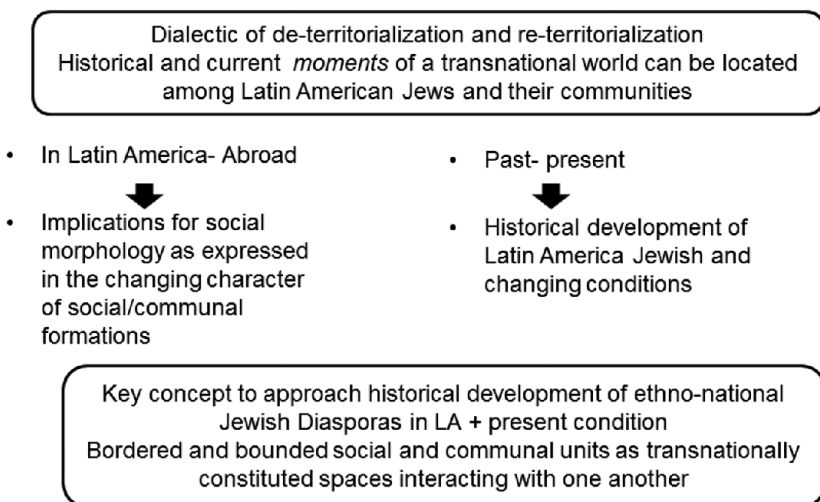 Dialectic of de-territorialization and re-territorialization
Historical and current moments of a transnational world can be located
among Latin American Jews and their communities
• In Latin America- Abroad
• Implications for social
morphology as expressed
in the changing character
of social/communal
formations
• Past- present
• Historical development of
Latin America Jewish and
changing conditions
Key concept to approach historical development of ethno-national
Jewish Diasporas in LA + present condition
Bordered and bounded social and communal units as transnationally
constituted spaces interacting with one another